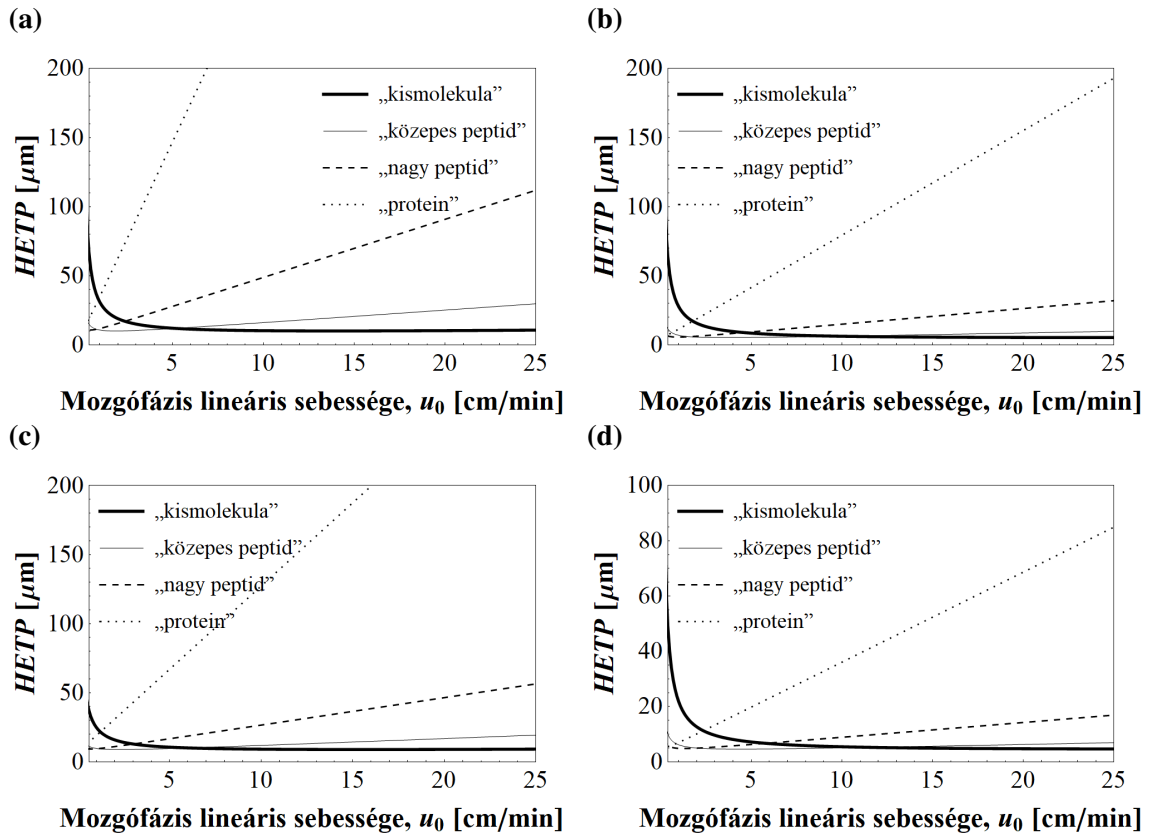 (a)
HETP [μm]
200
150
100
50
0
„kismolekula”
„közepes peptid”
„nagy peptid”
„protein”
5 10 15 20 25
Mozgófázis lineáris sebessége, u0 [cm/min]
(b)
HETP [μm]
200
150
100
50
0
„kismolekula”
„közepes peptid”
„nagy peptid”
„protein”
5 10 15 20 25
Mozgófázis lineáris sebessége, u0 [cm/min]
(c)
HETP [μm]
200
150
100
50
0
„kismolekula”
„közepes peptid”
„nagy peptid”
„protein”
5 10 15 20 25
Mozgófázis lineáris sebessége, u0 [cm/min]
(d)
HETP [μm]
100
80
60
40
20
0
„kismolekula”
„közepes peptid”
„nagy peptid”
„protein”
5 10 15 20 25
Mozgófázis lineáris sebessége, u0 [cm/min]